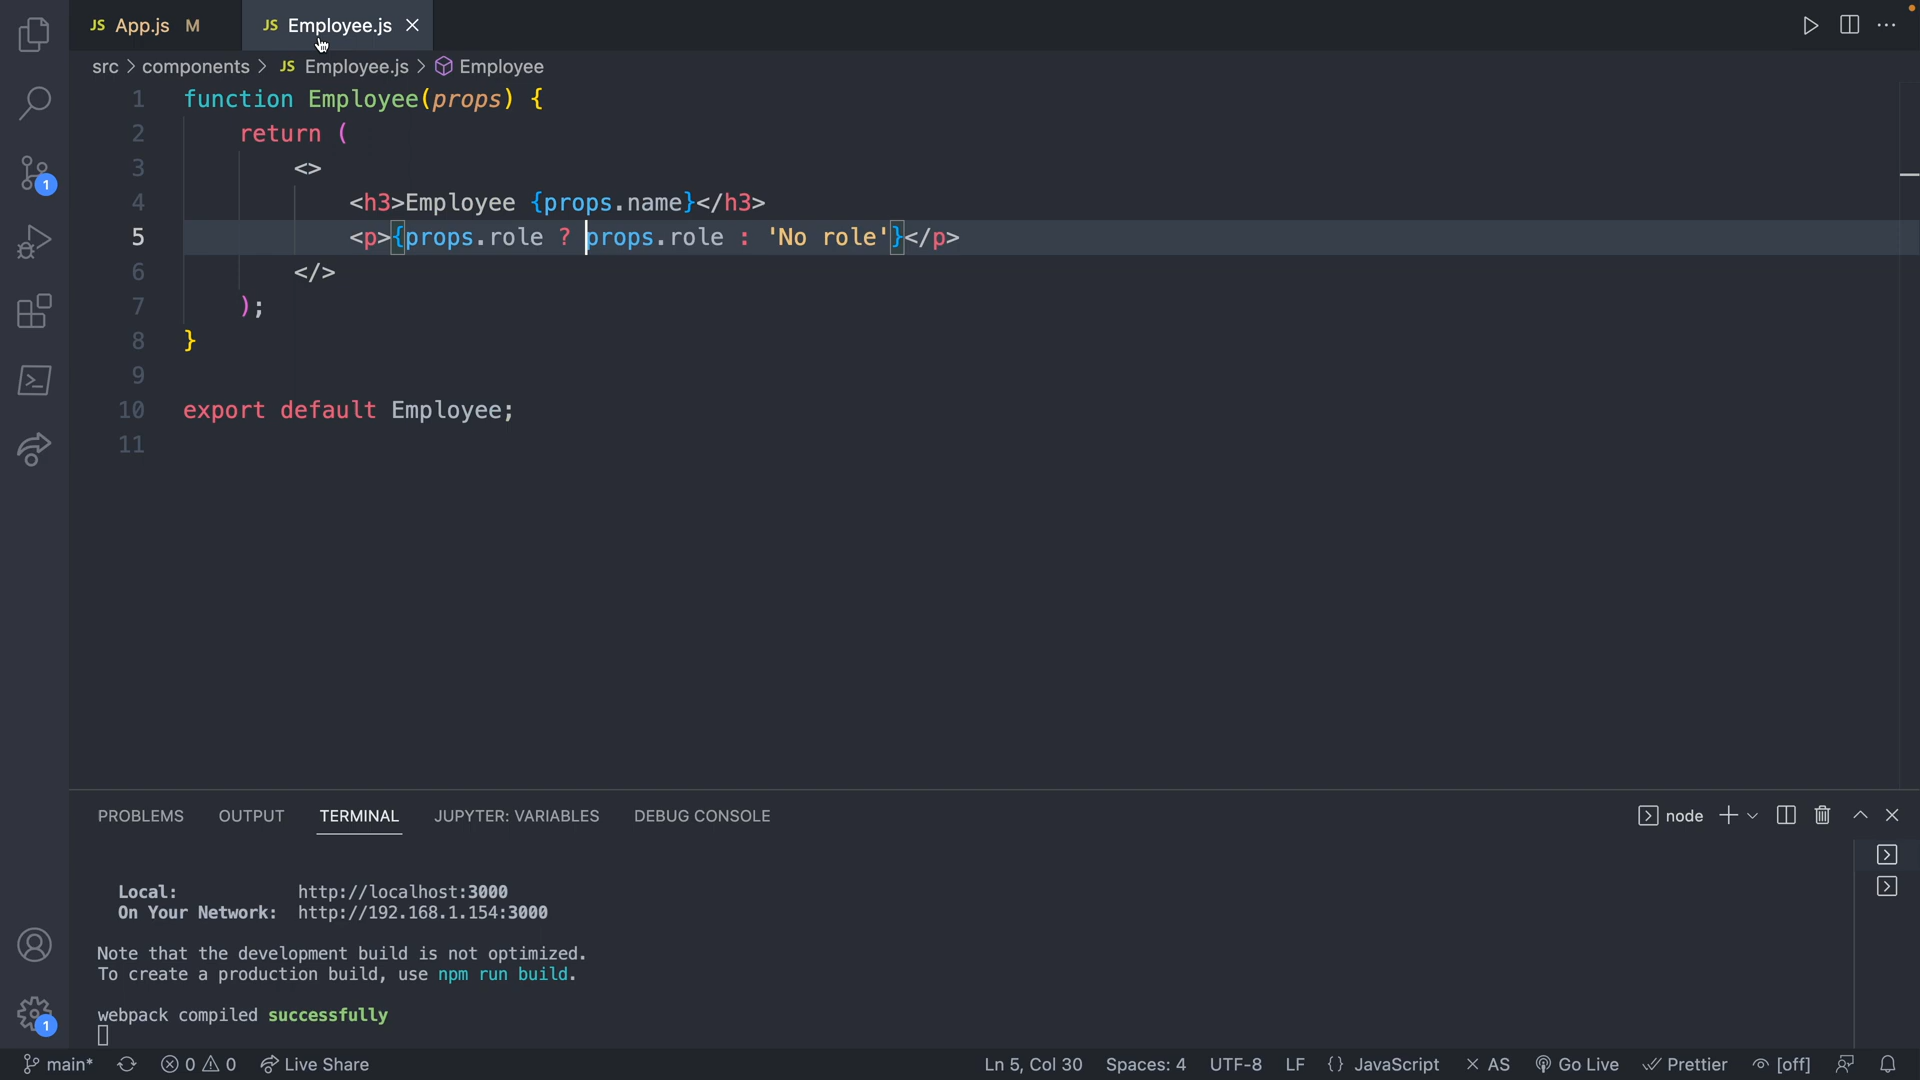 JS App.js M JS Employee.js
src > components > JS Employee.js > Employee
1 function Employee(props) {
2 return (
3 <>
4 <h3>Employee {props.name}</h3>
5 <p>{props.role ? props.role : 'No role'}</p>
6 </>
7 );
8 }
9
10 export default Employee;
11
PROBLEMS OUTPUT TERMINAL JUPYTER: VARIABLES DEBUG CONSOLE node
Local: http://localhost:3000
On Your Network: http://192.168.1.154:3000
Note that the development build is not optimized.
To create a production build, use npm run build.
webpack compiled successfully
1
1
main* 0 0 Live Share Ln 5, Col 30 Spaces: 4 UTF-8 LF {} JavaScript × AS Go Live Prettier [off]